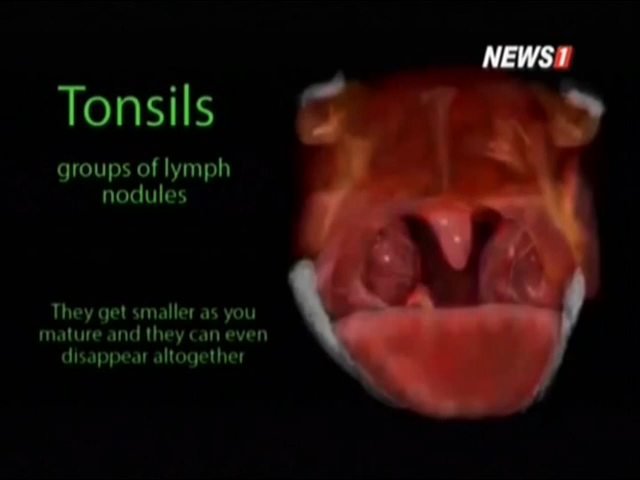 NEWS1
Tonsils
groups of lymph
nodules
They get smaller as you
mature and they can even
disappear altogether